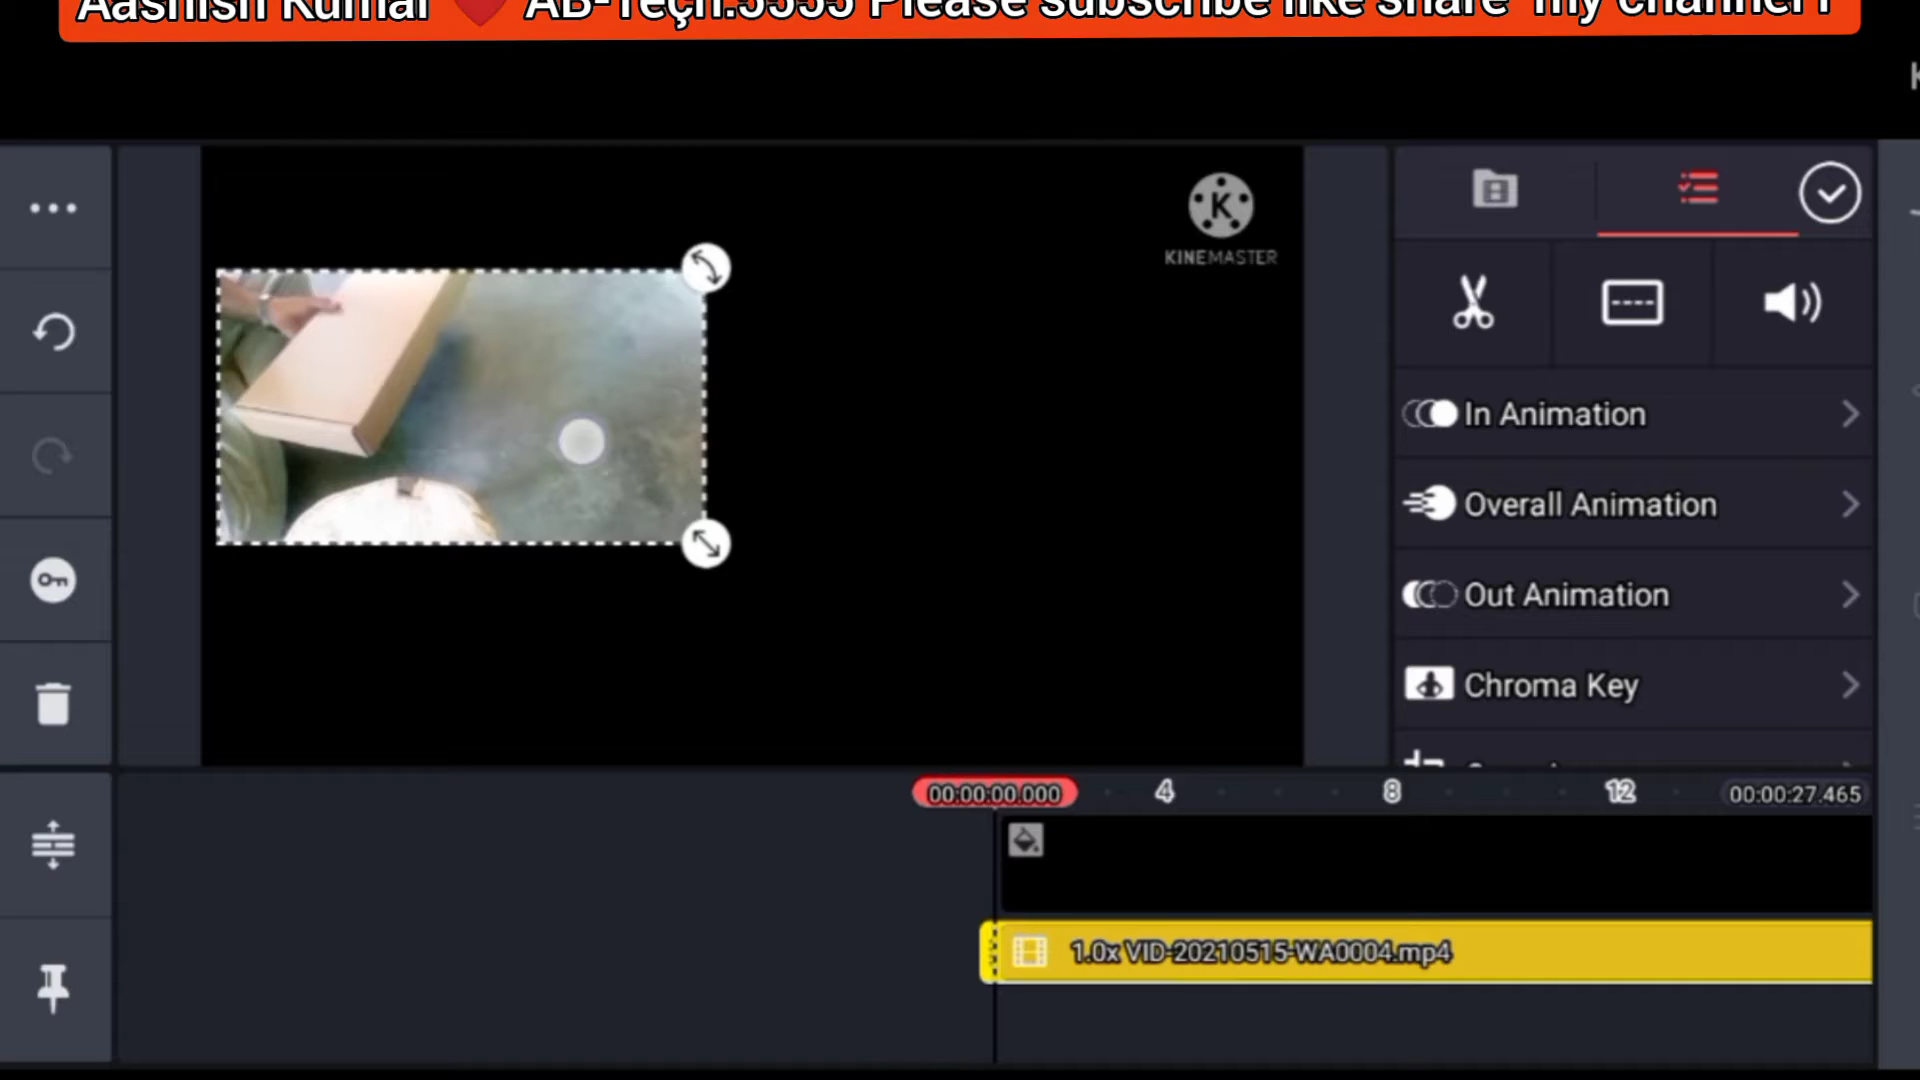 Aashish Kumar ❤️ AB-Teçh.5555 Please subscribe like share my channel !
KINEMASTER
In Animation
Overall Animation
Out Animation
Chroma Key
00:00:00.000
4
8
12
00:00:27.465
1.0x VID-20210515-WA0004.mp4